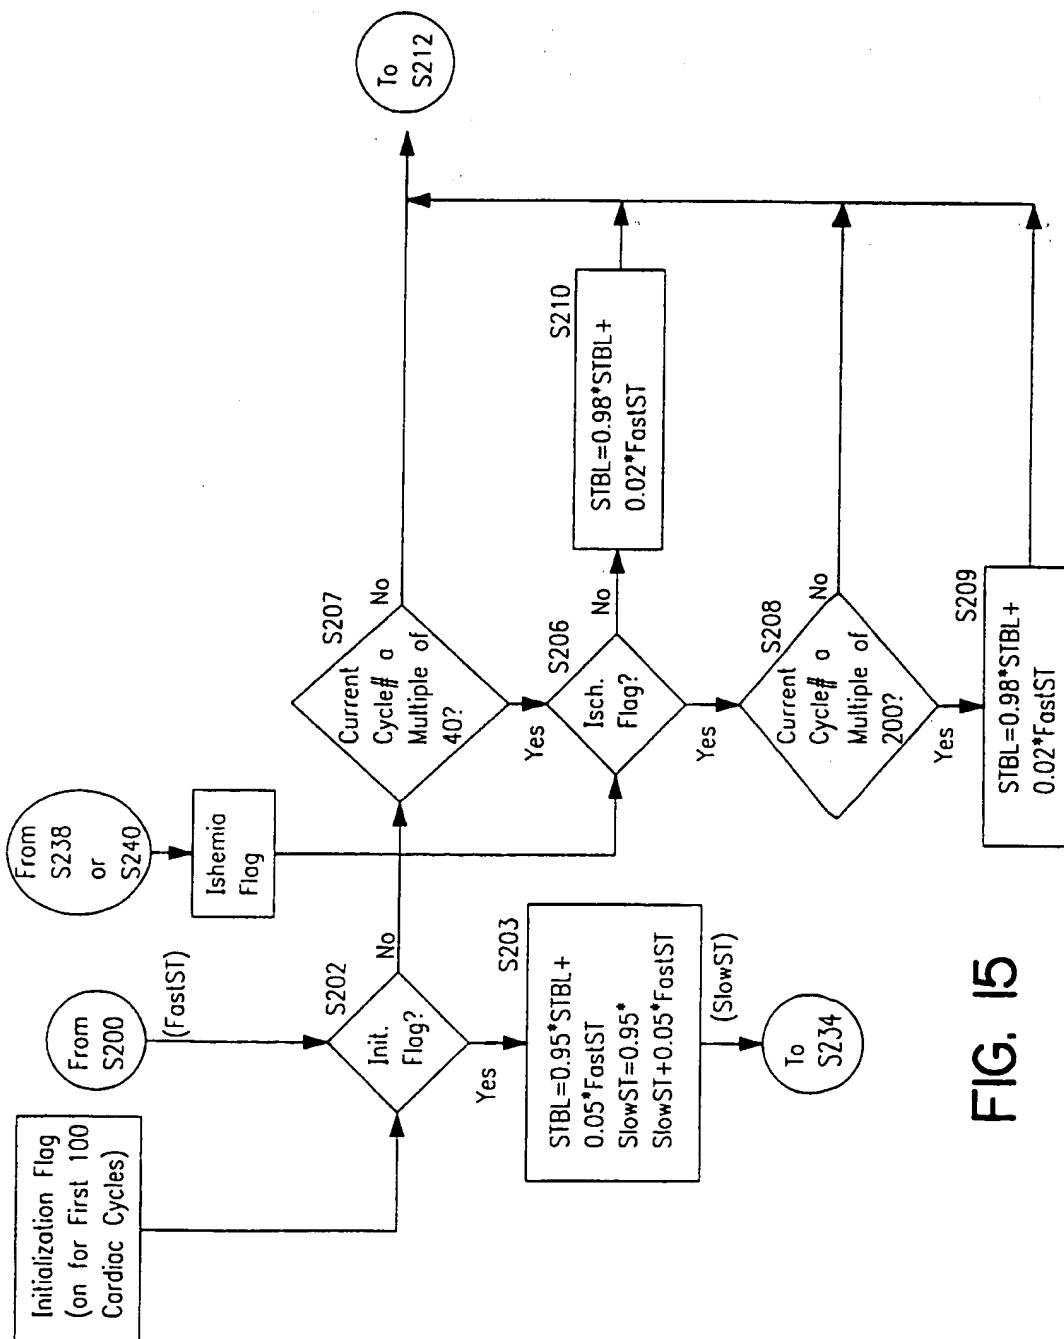 Initialization Flag
(on for First 100
Cardiac Cycles)
From
S200
(FastST)
From
S238
or
S240
Ishemia
Flag
S202
Init.
Flag?
No
Yes
S203
STBL=0.95*STBL+
0.05*FastST
SlowST=0.95*
SlowST+0.05*FastST
(SlowST)
To
S234
S207
Current
Cycle# a
Multiple of
40?
No
Yes
S206
Isch.
Flag?
No
Yes
S210
STBL=0.98*STBL+
0.02*FastST
S208
Current
Cycle# a
Multiple of
200?
No
Yes
S209
STBL=0.98*STBL+
0.02*FastST
To
S212
FIG. 15